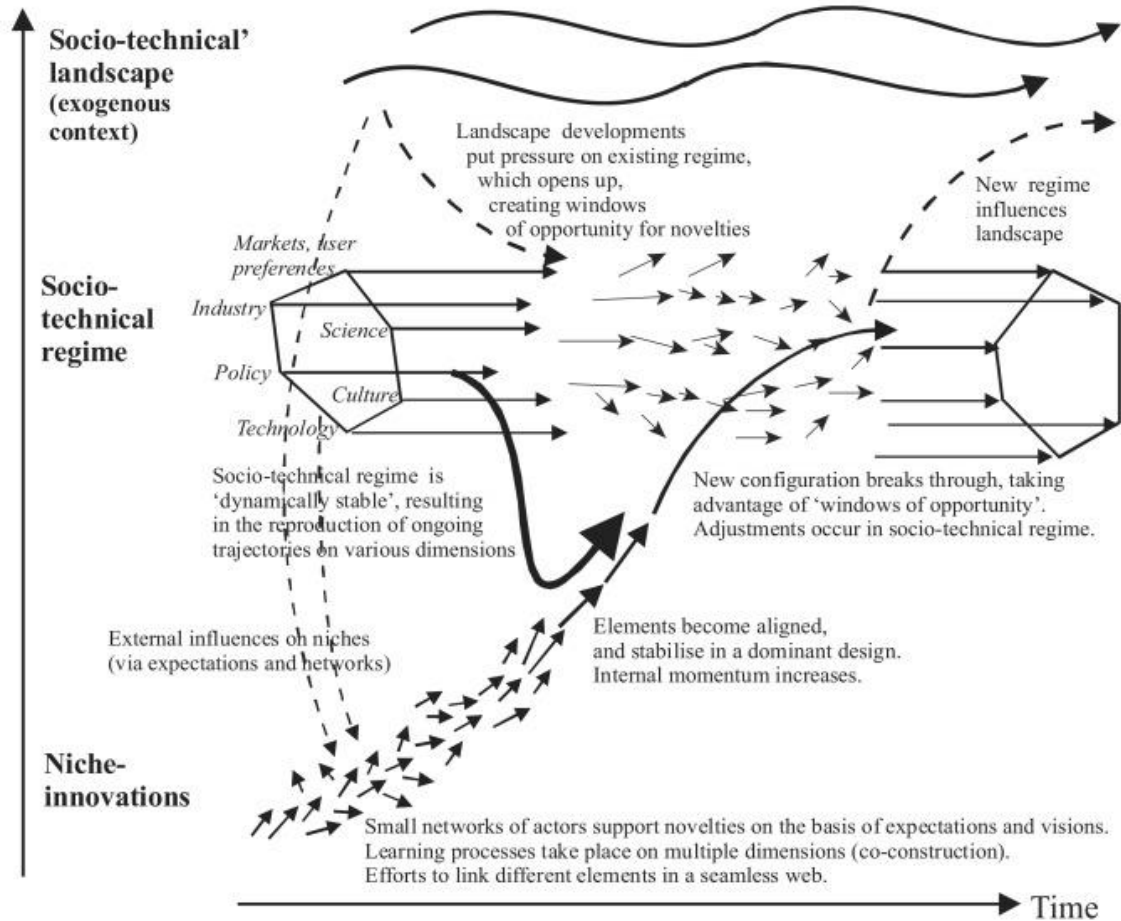 Socio-technical’
landscape
(exogenous
context)
Landscape developments
put pressure on existing regime,
which opens up,
creating windows
of opportunity for novelties
New regime
influences
landscape
Socio-
technical
regime
Markets, user
preferences
Industry
Science
Policy
Culture
Technology
Socio-technical regime is
‘dynamically stable’, resulting
in the reproduction of ongoing
trajectories on various dimensions
New configuration breaks through, taking
advantage of ‘windows of opportunity’.
Adjustments occur in socio-technical regime.
External influences on niches
(via expectations and networks)
Elements become aligned,
and stabilise in a dominant design.
Internal momentum increases.
Niche-
innovations
Small networks of actors support novelties on the basis of expectations and visions.
Learning processes take place on multiple dimensions (co-construction).
Efforts to link different elements in a seamless web.
Time